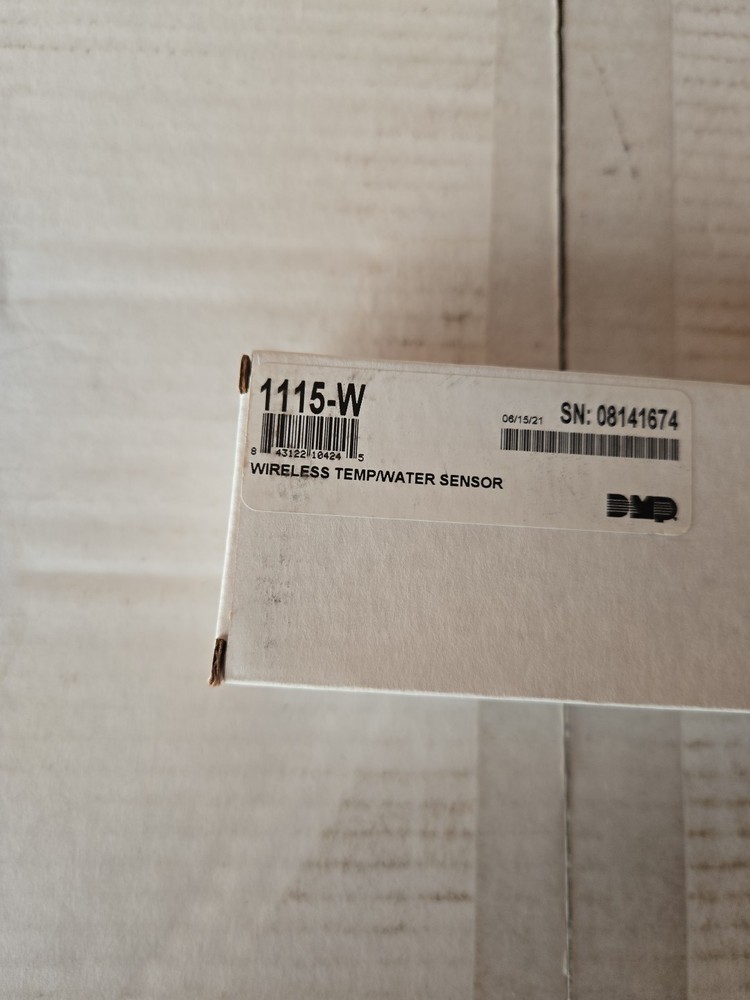 1115-W
06/15/21 SN: 08141674
8 43122 10424 5
WIRELESS TEMP/WATER SENSOR
DMP